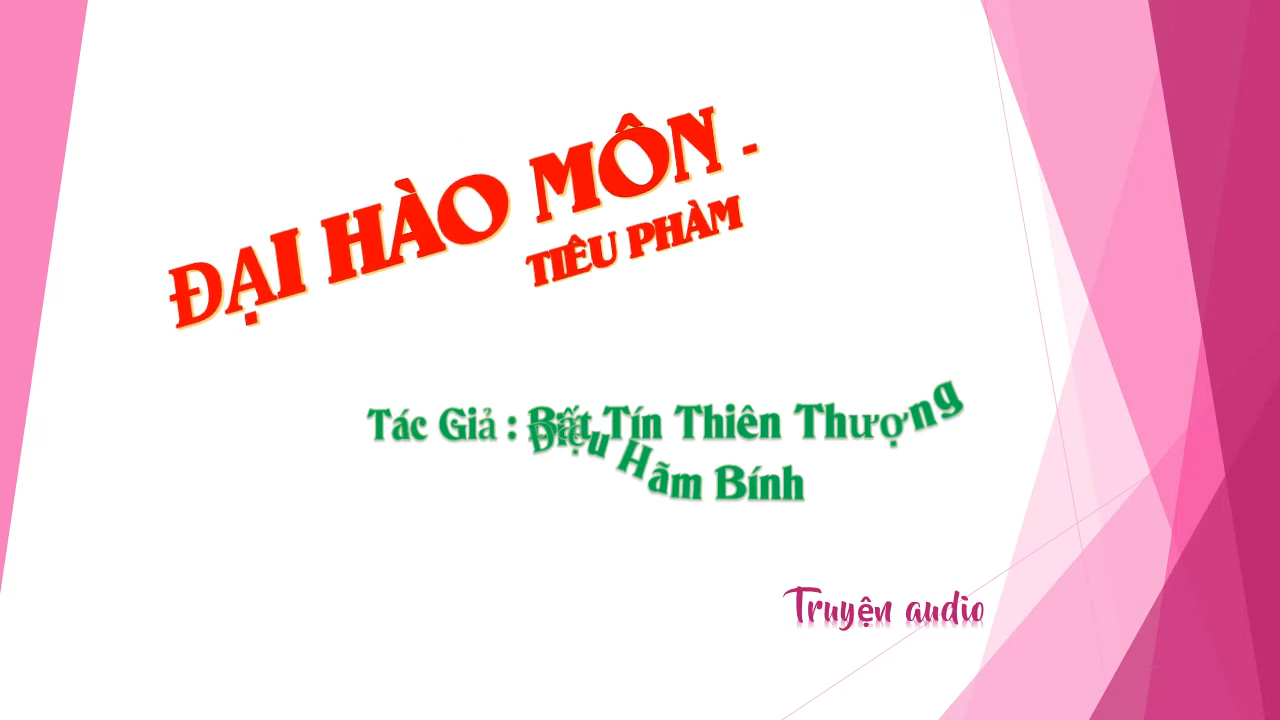 ĐẠI HÀO MÔN -
TIÊU PHÀM
Tác Giả : Bất Tín Thiên Thượng
Điệu Hãm Bính
Truyện audio